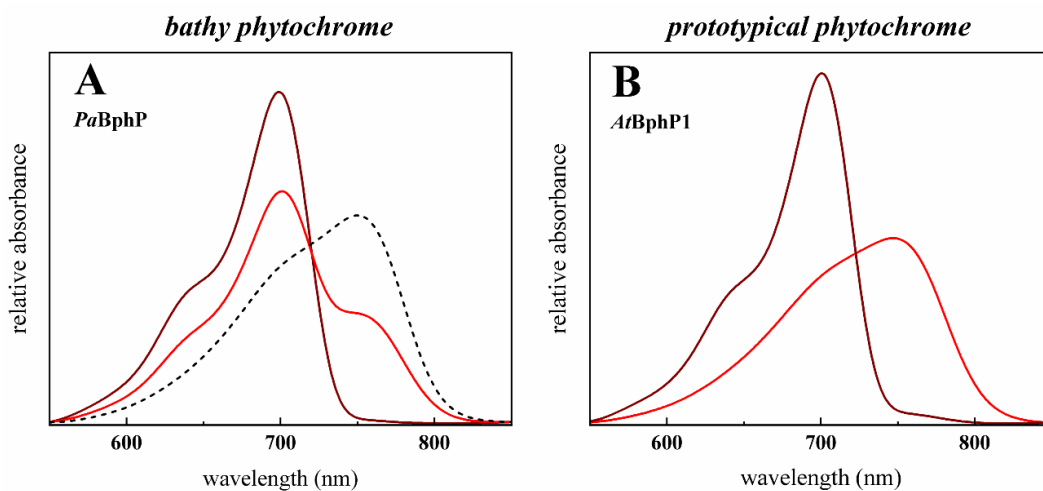 bathy phytochrome
prototypical phytochrome
A
PaBphP
relative absorbance
600
700
800
wavelength (nm)
B
AtBphP1
relative absorbance
600
700
800
wavelength (nm)